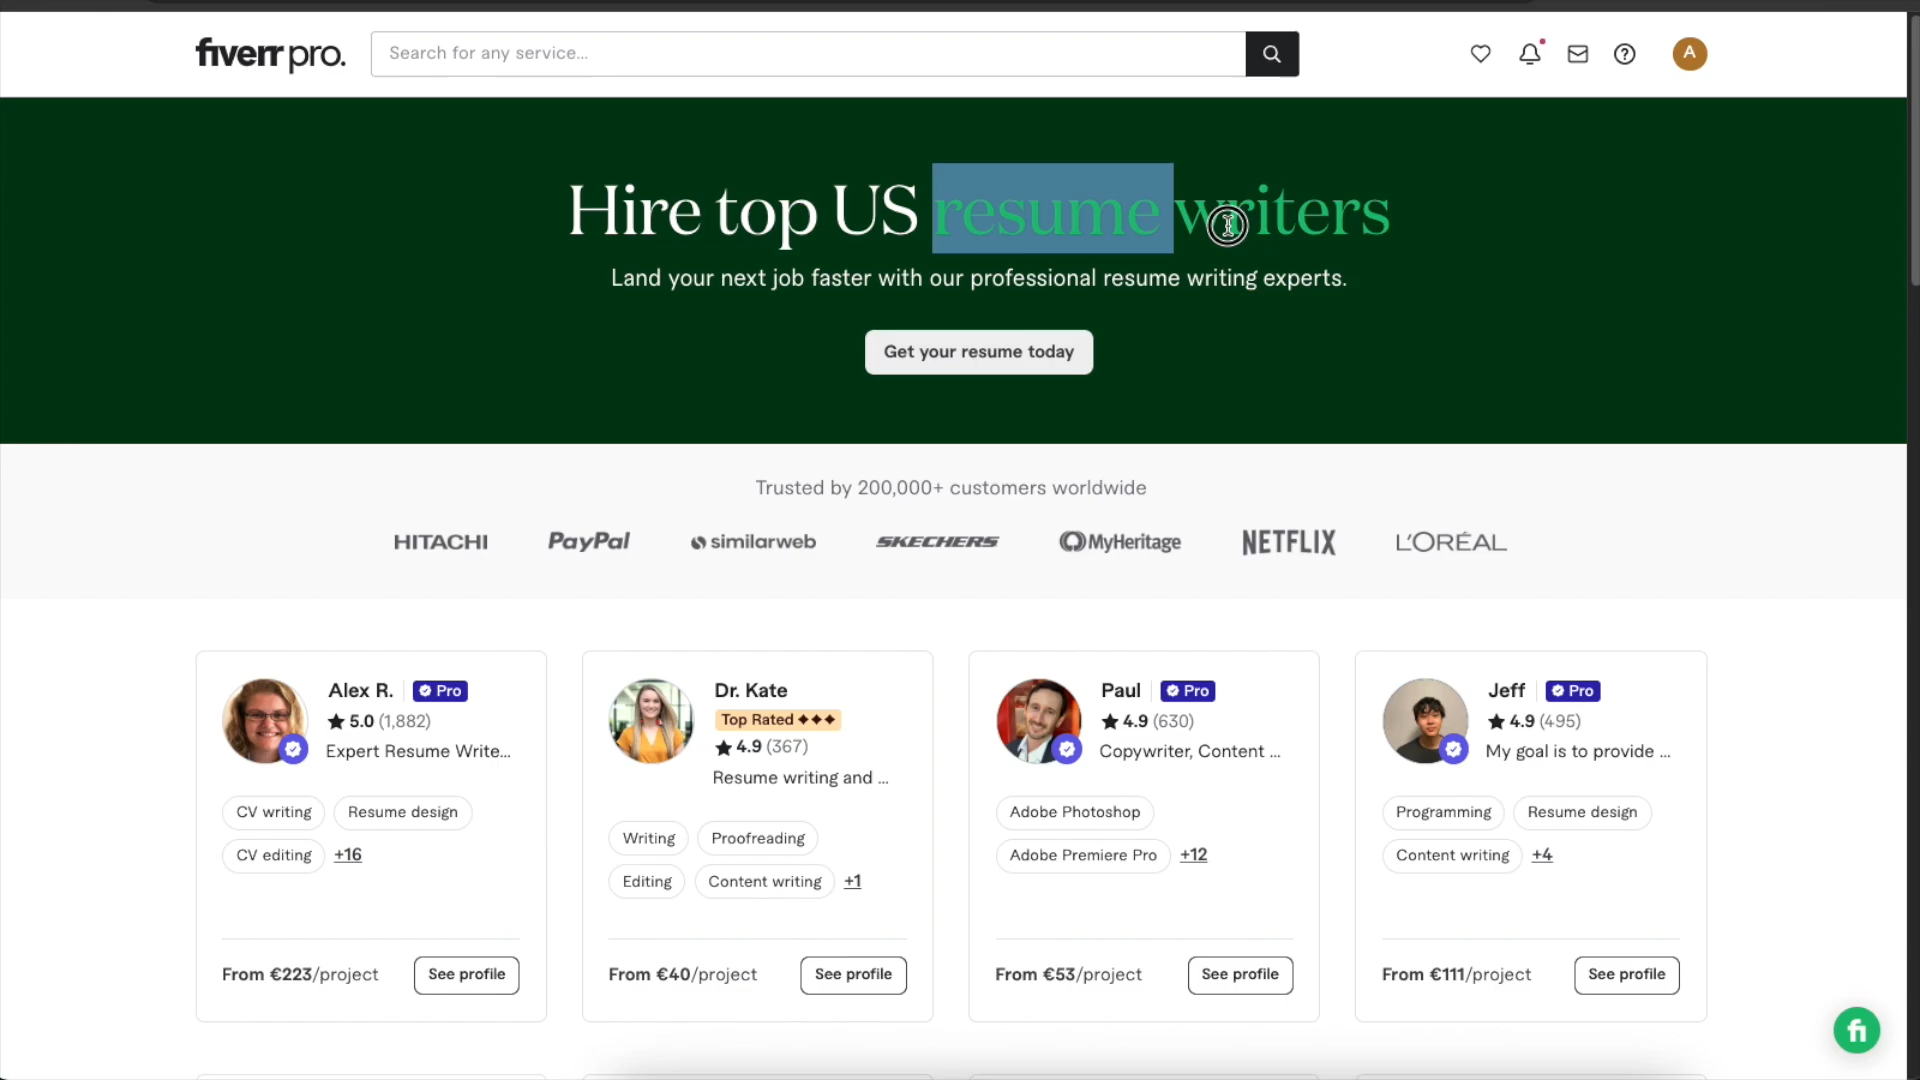 fiverr pro.
Search for any service...
A
Hire top US resume writers
Land your next job faster with our professional resume writing experts.
Get your resume today
Trusted by 200,000+ customers worldwide
HITACHI PayPal similarweb SKECHERS MyHeritage NETFLIX L'ORÉAL
Alex R. Pro
5.0 (1,882)
Expert Resume Write...
CV writing Resume design
CV editing +16
From €223/project See profile
Dr. Kate
Top Rated
4.9 (367)
Resume writing and ...
Writing Proofreading
Editing Content writing +1
From €40/project See profile
Paul Pro
4.9 (630)
Copywriter, Content ...
Adobe Photoshop
Adobe Premiere Pro +12
From €53/project See profile
Jeff Pro
4.9 (495)
My goal is to provide ...
Programming Resume design
Content writing +4
From €111/project See profile
fi